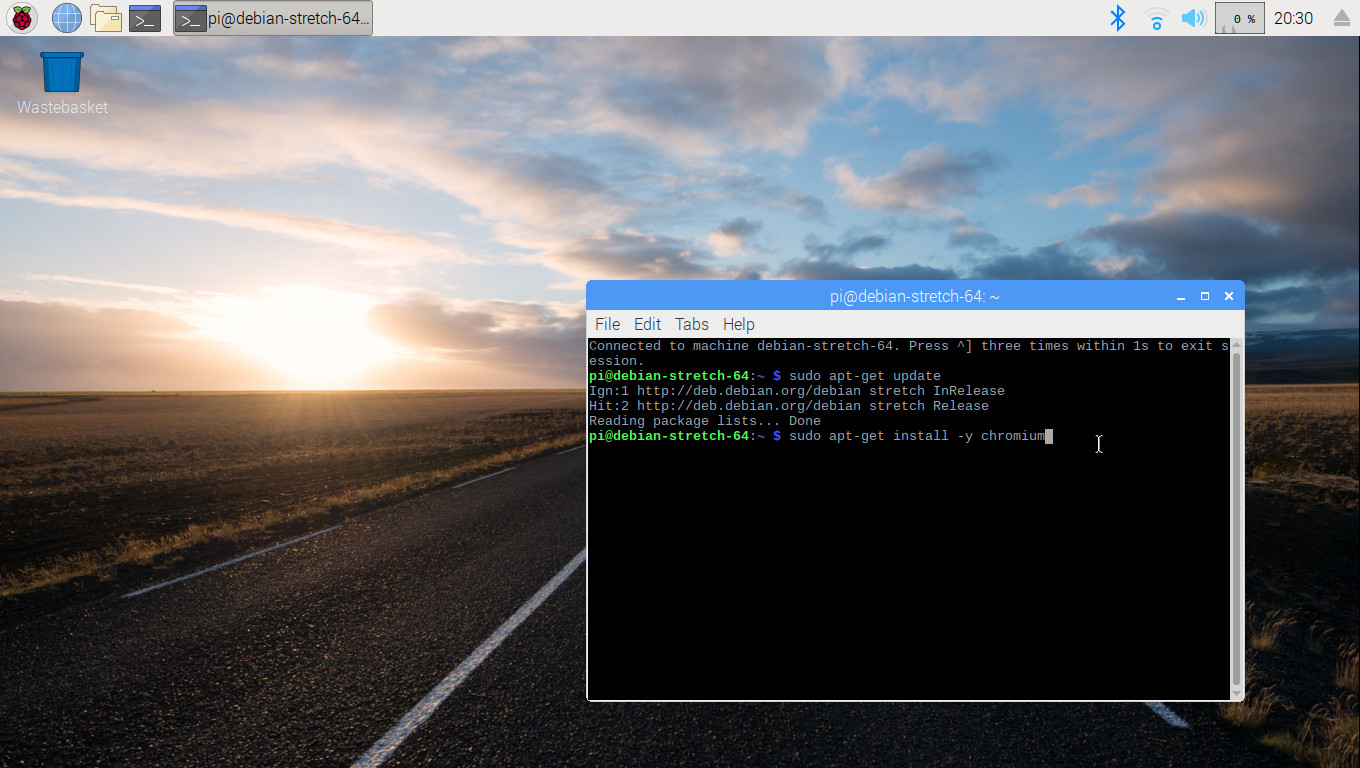 pi@debian-stretch-64...
0 %
20:30
Wastebasket
pi@debian-stretch-64: ~
File Edit Tabs Help
Connected to machine debian-stretch-64. Press ^] three times within 1s to exit s
ession.
pi@debian-stretch-64:~ $ sudo apt-get update
Ign:1 http://deb.debian.org/debian stretch InRelease
Hit:2 http://deb.debian.org/debian stretch Release
Reading package lists... Done
pi@debian-stretch-64:~ $ sudo apt-get install -y chromium